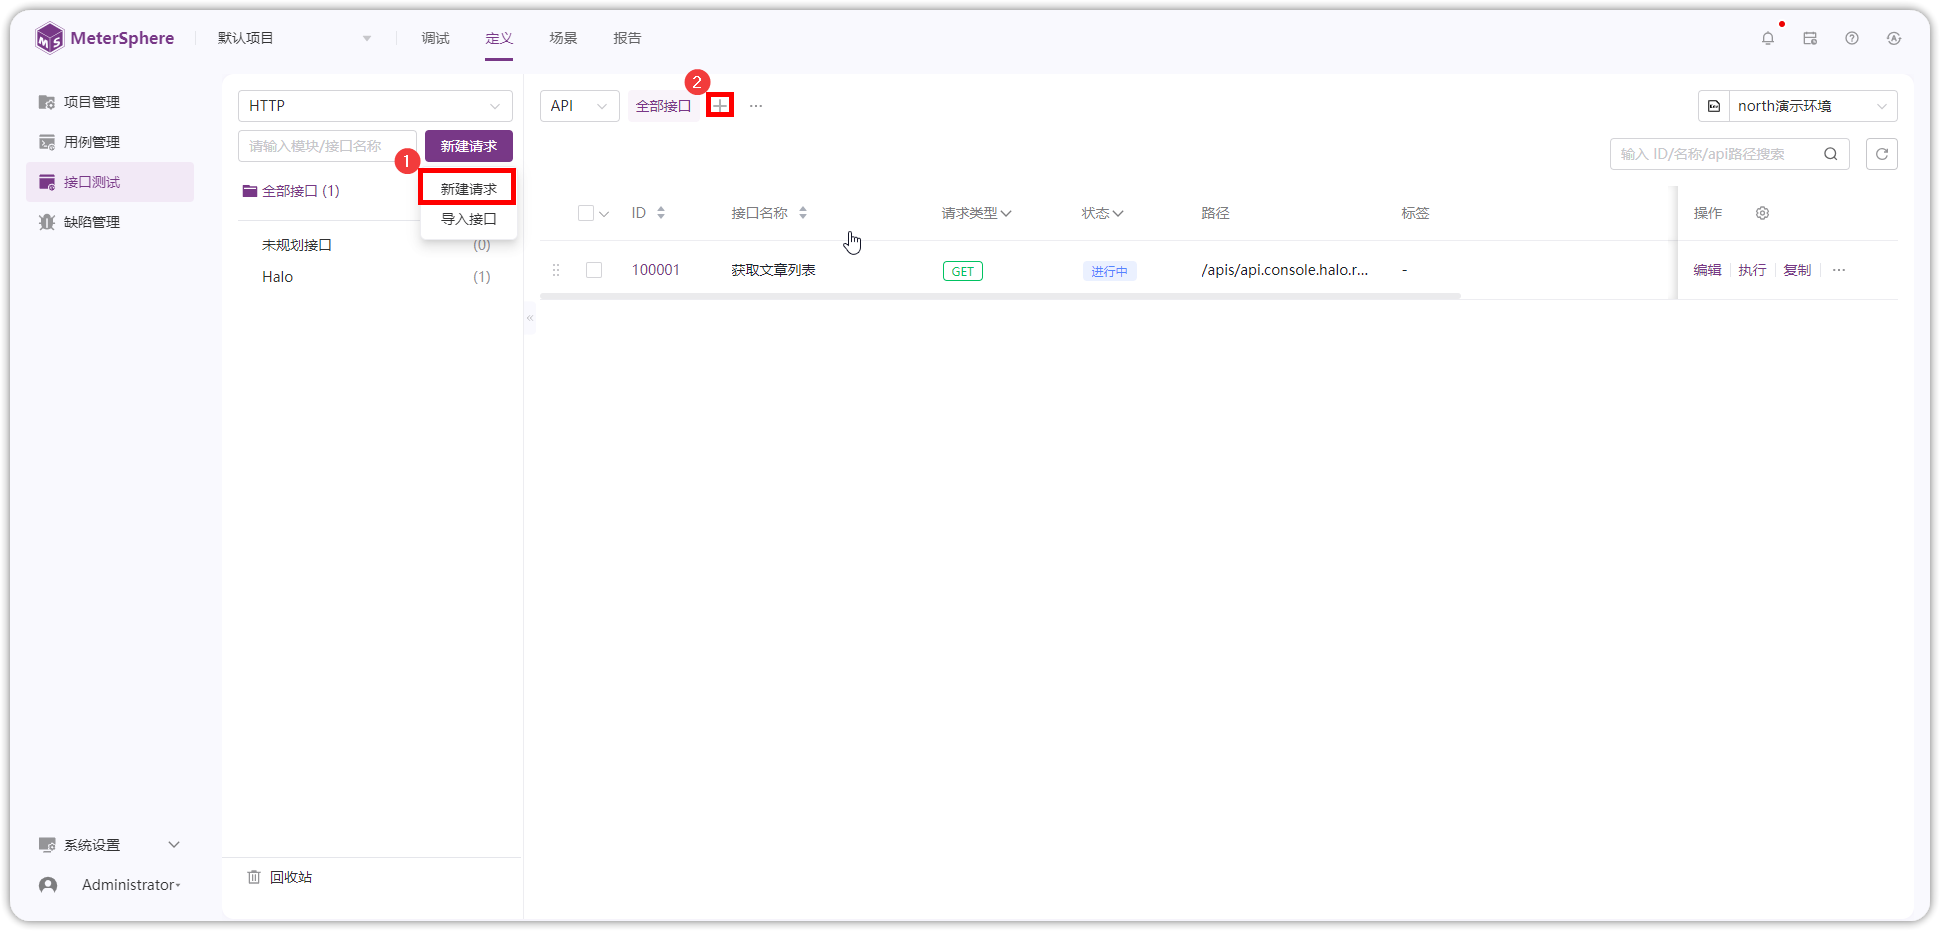 MeterSphere
默认项目
调试
定义
场景
报告
项目管理
用例管理
接口测试
缺陷管理
系统设置
Administrator
HTTP
请输入模块/接口名称
新建请求
1
新建请求
导入接口
全部接口 (1)
未规划接口 (0)
Halo (1)
回收站
API
全部接口
2
north演示环境
输入 ID/名称/api路径搜索
ID 接口名称 请求类型 状态 路径 标签 操作
100001 获取文章列表 GET 进行中 /apis/api.console.halo.r... - 编辑 执行 复制 ...